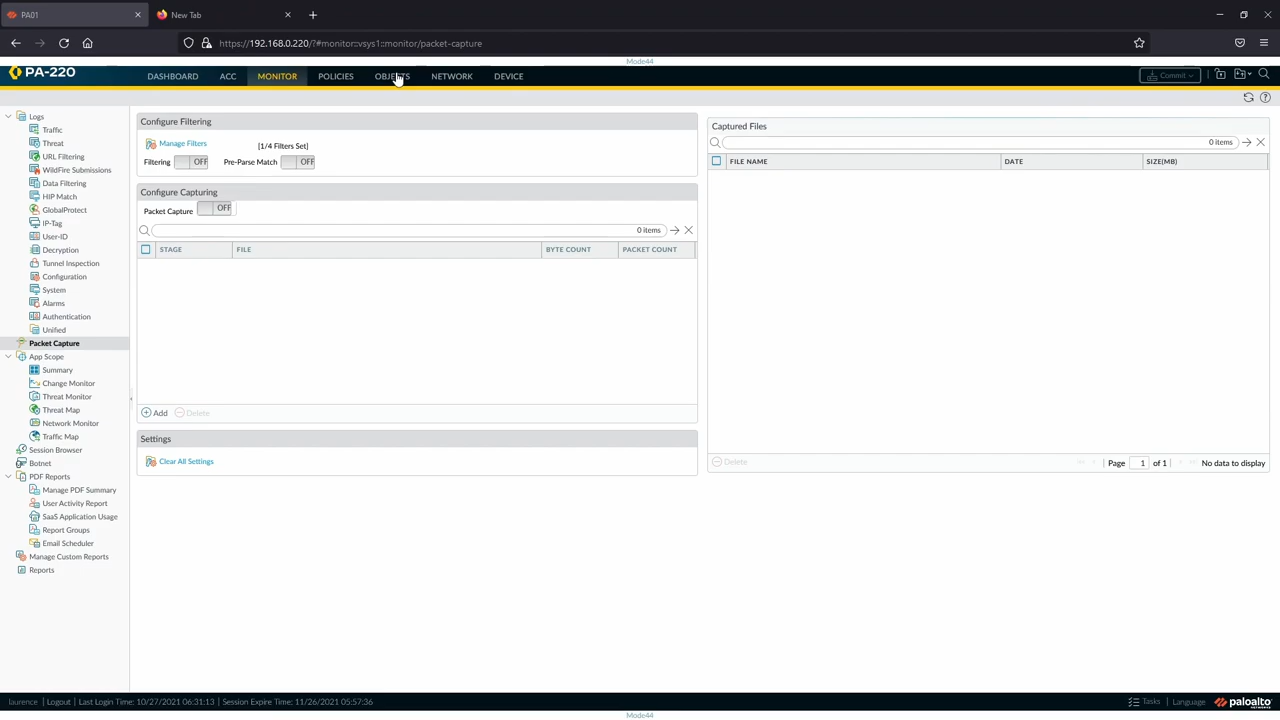 PA01
New Tab
https://192.168.0.220/?#monitor::vsys1::monitor/packet-capture
Mode44
PA-220
DASHBOARD ACC MONITOR POLICIES OBJECTS NETWORK DEVICE
Commit
Logs
Traffic
Threat
URL Filtering
WildFire Submissions
Data Filtering
HIP Match
GlobalProtect
IP-Tag
User-ID
Decryption
Tunnel Inspection
Configuration
System
Alarms
Authentication
Unified
Packet Capture
App Scope
Summary
Change Monitor
Threat Monitor
Threat Map
Network Monitor
Traffic Map
Session Browser
Botnet
PDF Reports
Manage PDF Summary
User Activity Report
SaaS Application Usage
Report Groups
Email Scheduler
Manage Custom Reports
Reports
Configure Filtering
Manage Filters [1/4 Filters Set]
Filtering OFF Pre-Parse Match OFF
Configure Capturing
Packet Capture OFF
0 items
STAGE FILE BYTE COUNT PACKET COUNT
Add Delete
Settings
Clear All Settings
Captured Files
0 items
FILE NAME DATE SIZE(MB)
Delete Page 1 of 1 No data to display
laurence | Logout | Last Login Time: 10/27/2021 06:31:13 | Session Expire Time: 11/26/2021 05:57:36
Tasks | Language paloalto NETWORKS
Mode44